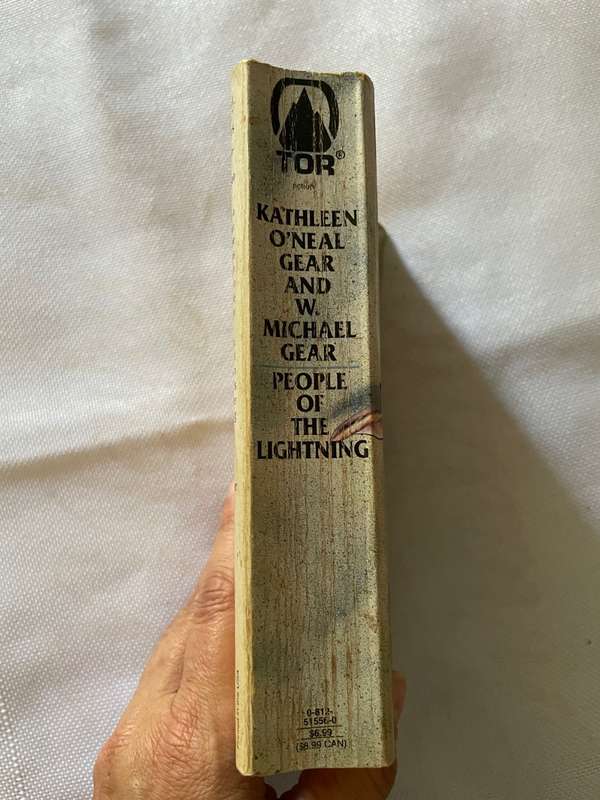 TOR®
FICTION
KATHLEEN
O'NEAL
GEAR
AND
W.
MICHAEL
GEAR
PEOPLE
OF
THE
LIGHTNING
0-812-
51556-0
$6.99
($8.99 CAN)